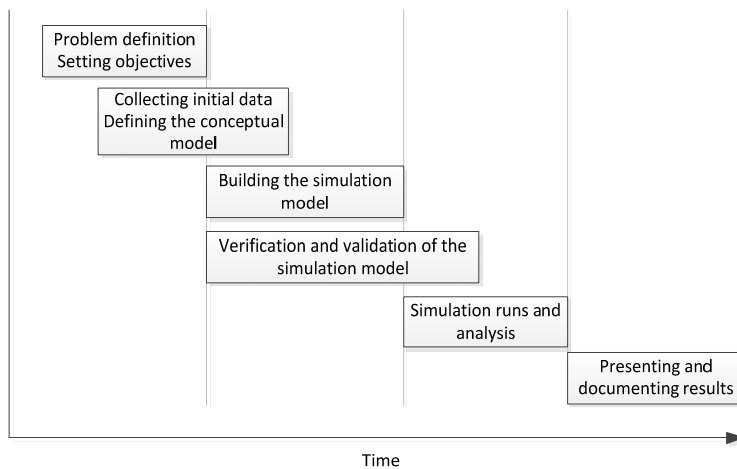 Problem definition
Setting objectives
Collecting initial data
Defining the conceptual
model
Building the simulation
model
Verification and validation of the
simulation model
Simulation runs and
analysis
Presenting and
documenting results
Time